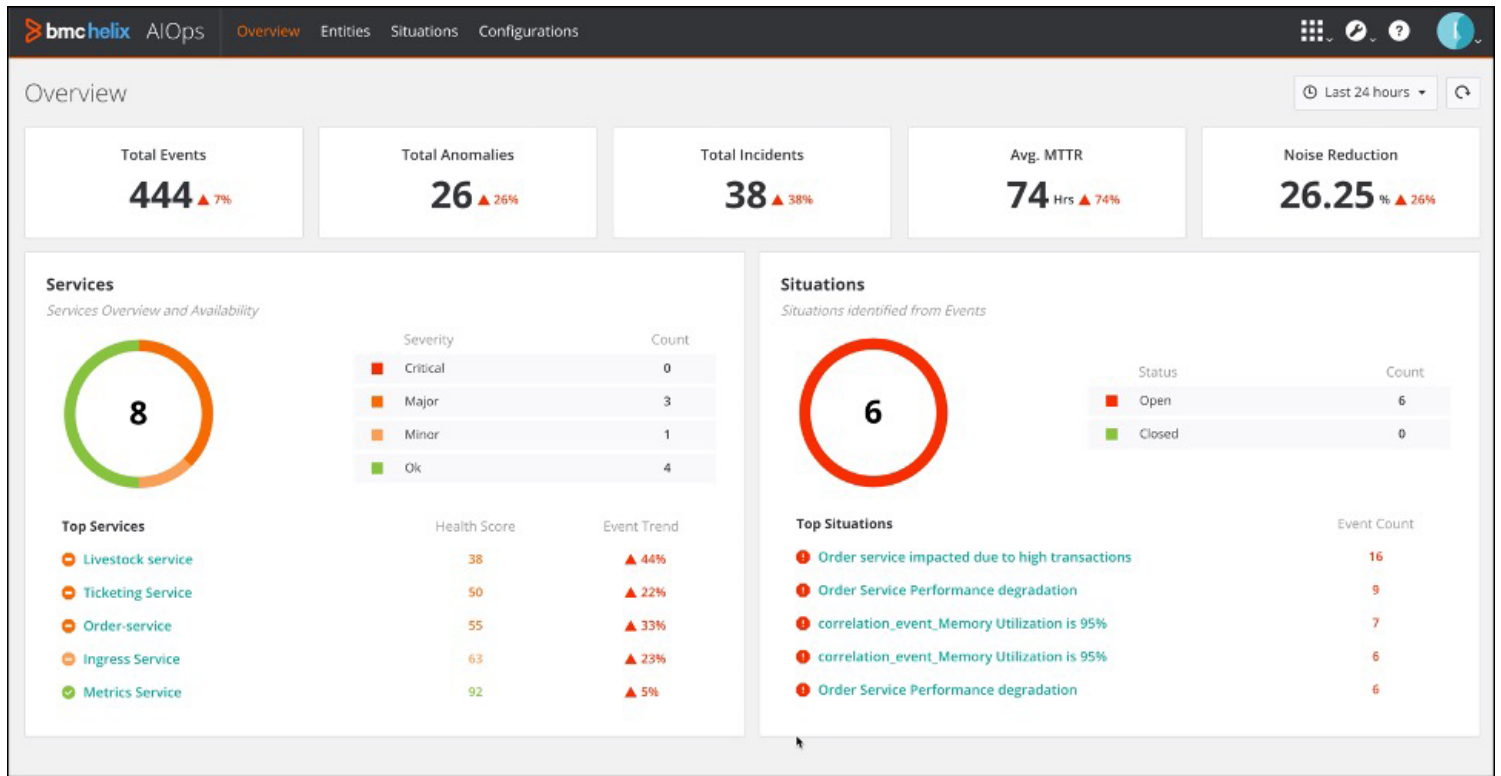 bmc helix AIOps Overview Entities Situations Configurations ?
Overview Last 24 hours
Total Events Total Anomalies Total Incidents Avg. MTTR Noise Reduction
444 ▲ 7% 26 ▲ 26% 38 ▲ 38% 74 Hrs ▲ 74% 26.25 % ▲ 26%
Services
Services Overview and Availability
8
Severity Count
Critical 0
Major 3
Minor 1
Ok 4
Top Services Health Score Event Trend
Livestock service 38 ▲ 44%
Ticketing Service 50 ▲ 22%
Order-service 55 ▲ 33%
Ingress Service 63 ▲ 23%
Metrics Service 92 ▲ 5%
Situations
Situations identified from Events
6
Status Count
Open 6
Closed 0
Top Situations Event Count
Order service impacted due to high transactions 16
Order Service Performance degradation 9
correlation_event_Memory Utilization is 95% 7
correlation_event_Memory Utilization is 95% 6
Order Service Performance degradation 6